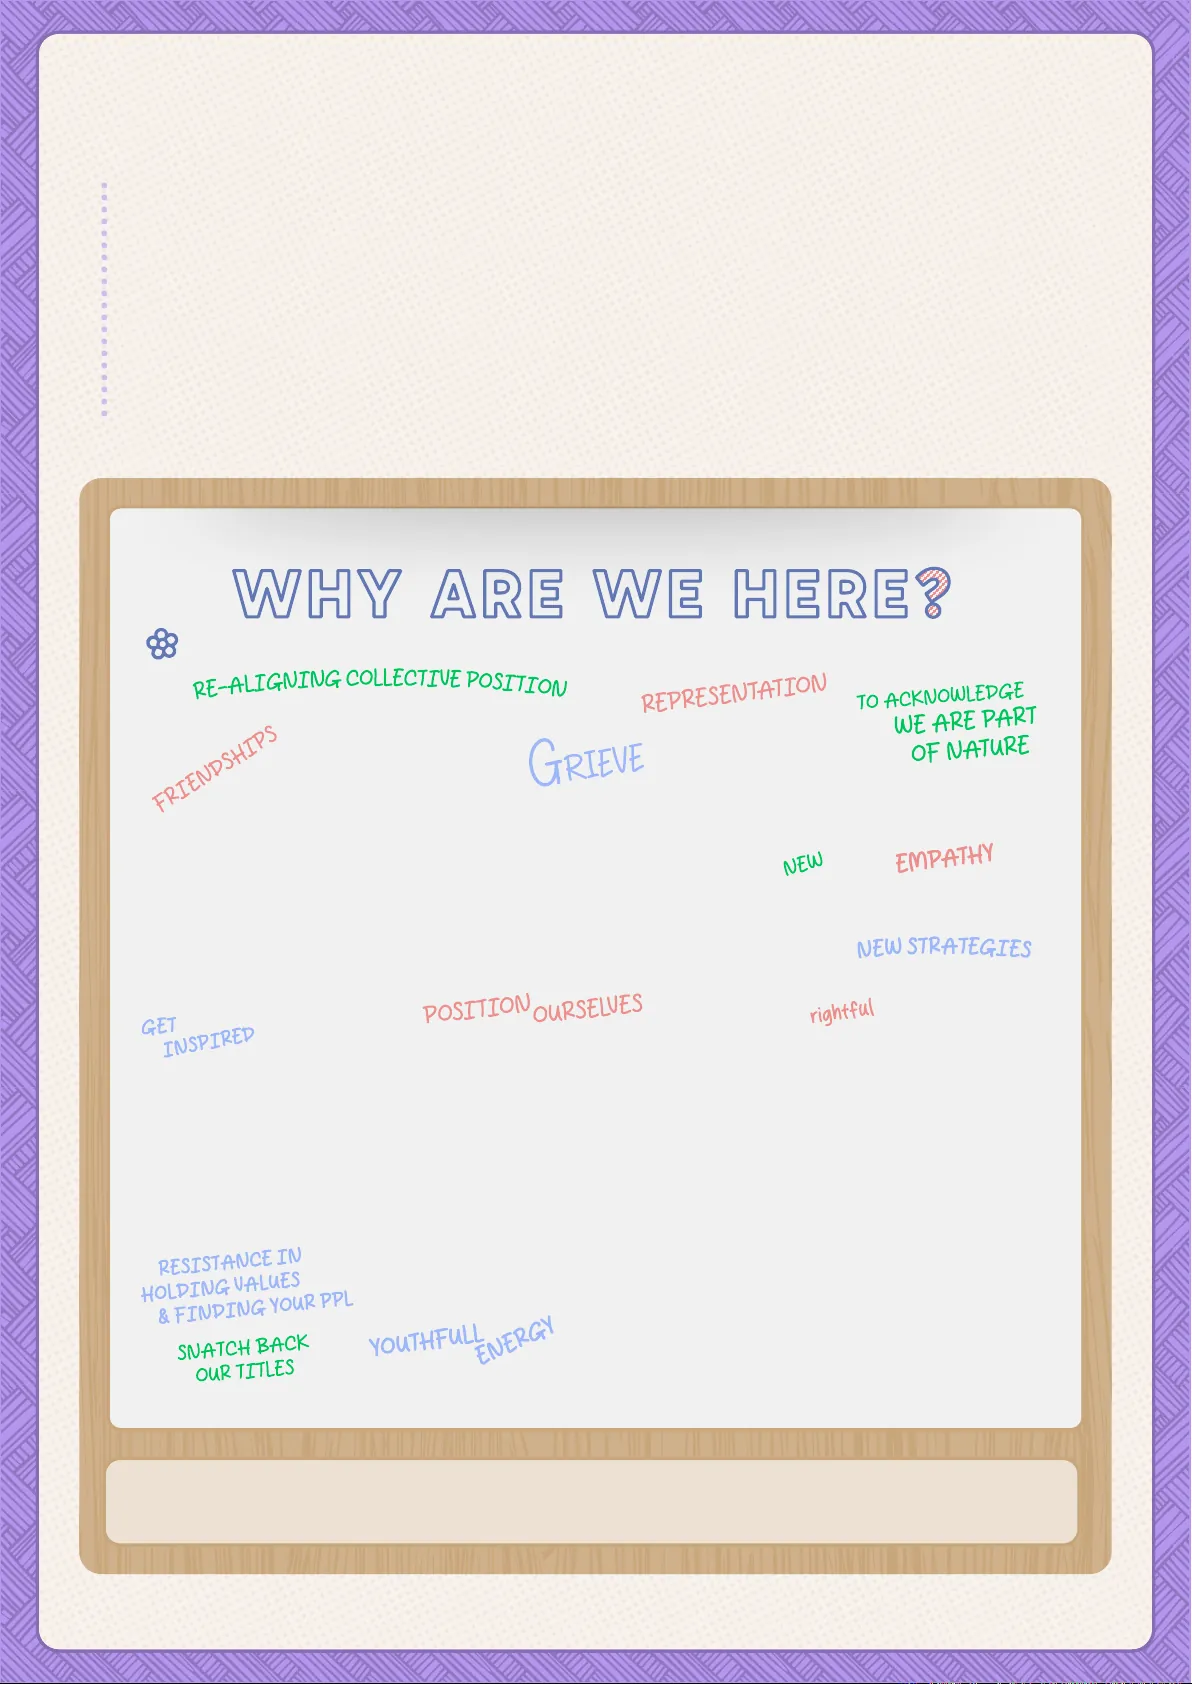 WHY ARE WE HERE?
RE-ALIGNING COLLECTIVE POSITION
REPRESENTATION
TO ACKNOWLEDGE
WE ARE PART
OF NATURE
FRIENDSHIPS
GRIEVE
NEW
EMPATHY
NEW STRATEGIES
GET
INSPIRED
POSITION
OURSELVES
rightful
RESISTANCE IN
HOLDING VALUES
& FINDING YOUR PPL
SNATCH BACK
OUR TITLES
YOUTHFULL
ENERGY